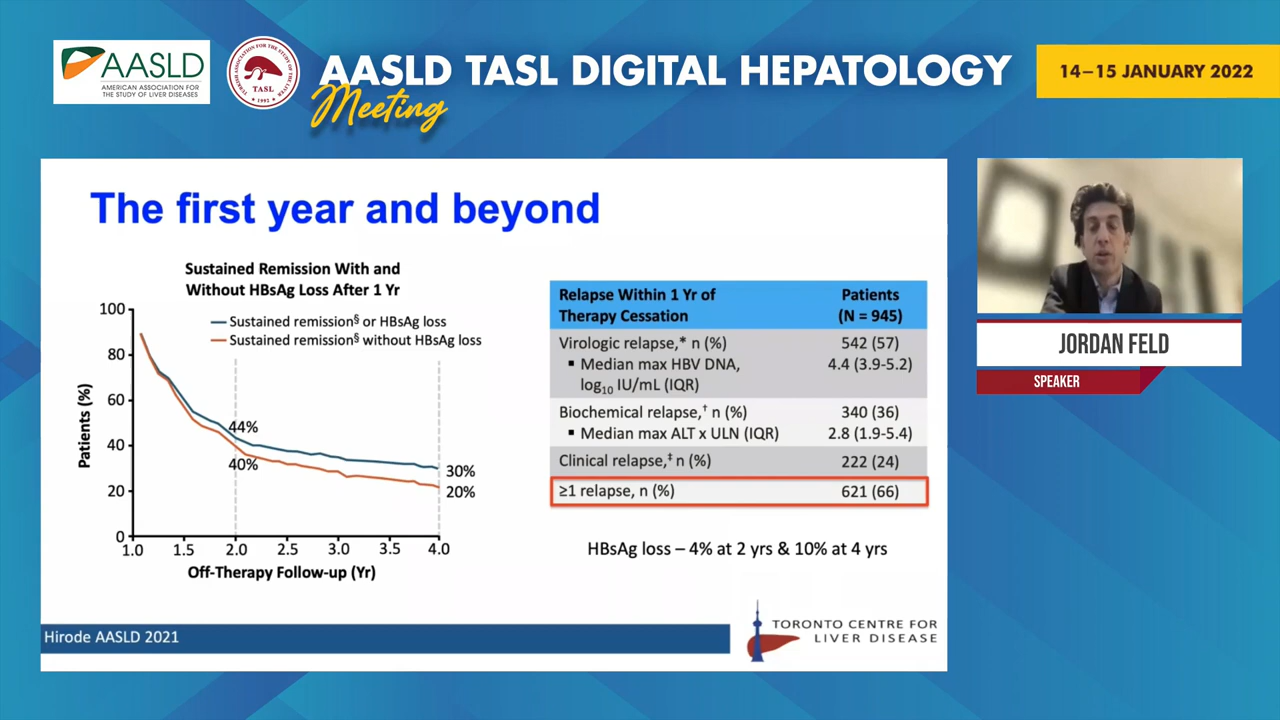 AASLD
AMERICAN ASSOCIATION FOR
THE STUDY OF LIVER DISEASES
TASL
1992
AASLD TASL DIGITAL HEPATOLOGY
Meeting
14–15 JANUARY 2022
The first year and beyond
Sustained Remission With and
Without HBsAg Loss After 1 Yr
Sustained remission§ or HBsAg loss
Sustained remission§ without HBsAg loss
Patients (%)
100
80
60
40
20
0
44%
40%
30%
20%
1.0 1.5 2.0 2.5 3.0 3.5 4.0
Off-Therapy Follow-up (Yr)
Relapse Within 1 Yr of Patients
Therapy Cessation (N = 945)
Virologic relapse,* n (%) 542 (57)
▪ Median max HBV DNA, 4.4 (3.9-5.2)
log10 IU/mL (IQR)
Biochemical relapse,† n (%) 340 (36)
▪ Median max ALT x ULN (IQR) 2.8 (1.9-5.4)
Clinical relapse,‡ n (%) 222 (24)
≥1 relapse, n (%) 621 (66)
HBsAg loss – 4% at 2 yrs & 10% at 4 yrs
Hirode AASLD 2021
TORONTO CENTRE FOR
LIVER DISEASE
JORDAN FELD
SPEAKER